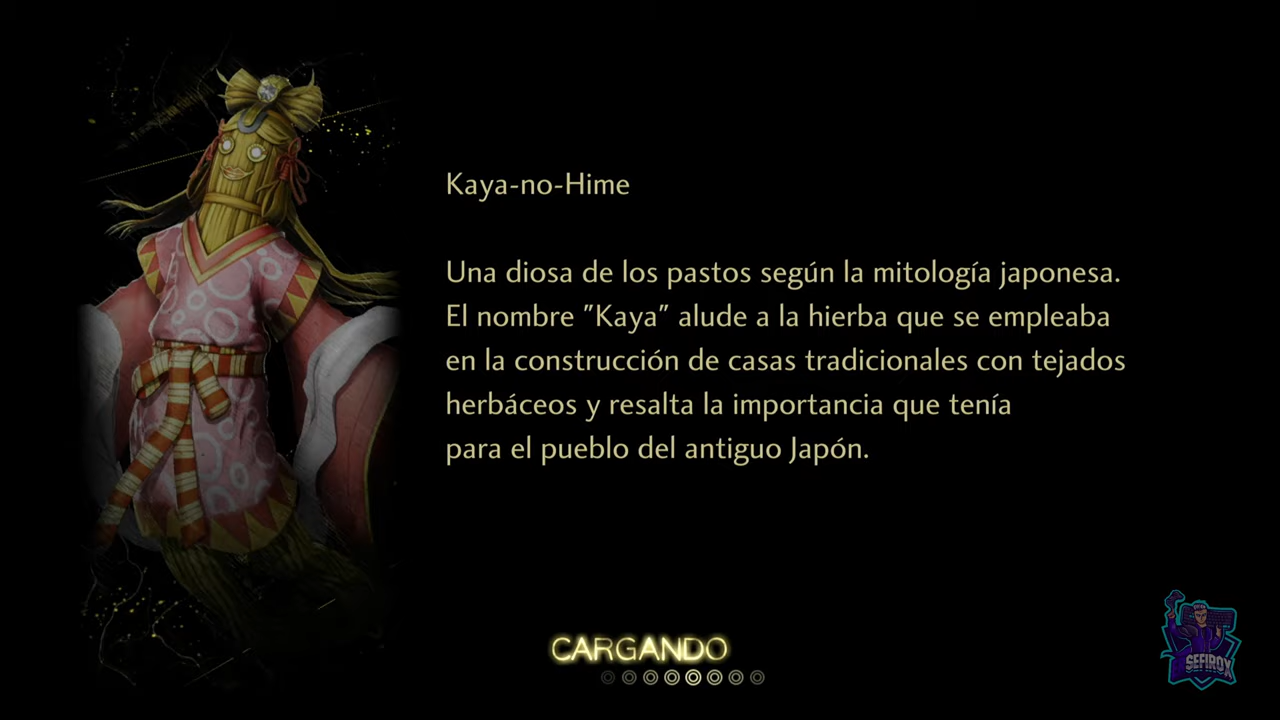 Kaya-no-Hime
Una diosa de los pastos según la mitología japonesa.
El nombre "Kaya" alude a la hierba que se empleaba
en la construcción de casas tradicionales con tejados
herbáceos y resalta la importancia que tenía
para el pueblo del antiguo Japón.
CARGANDO
SEFIROX